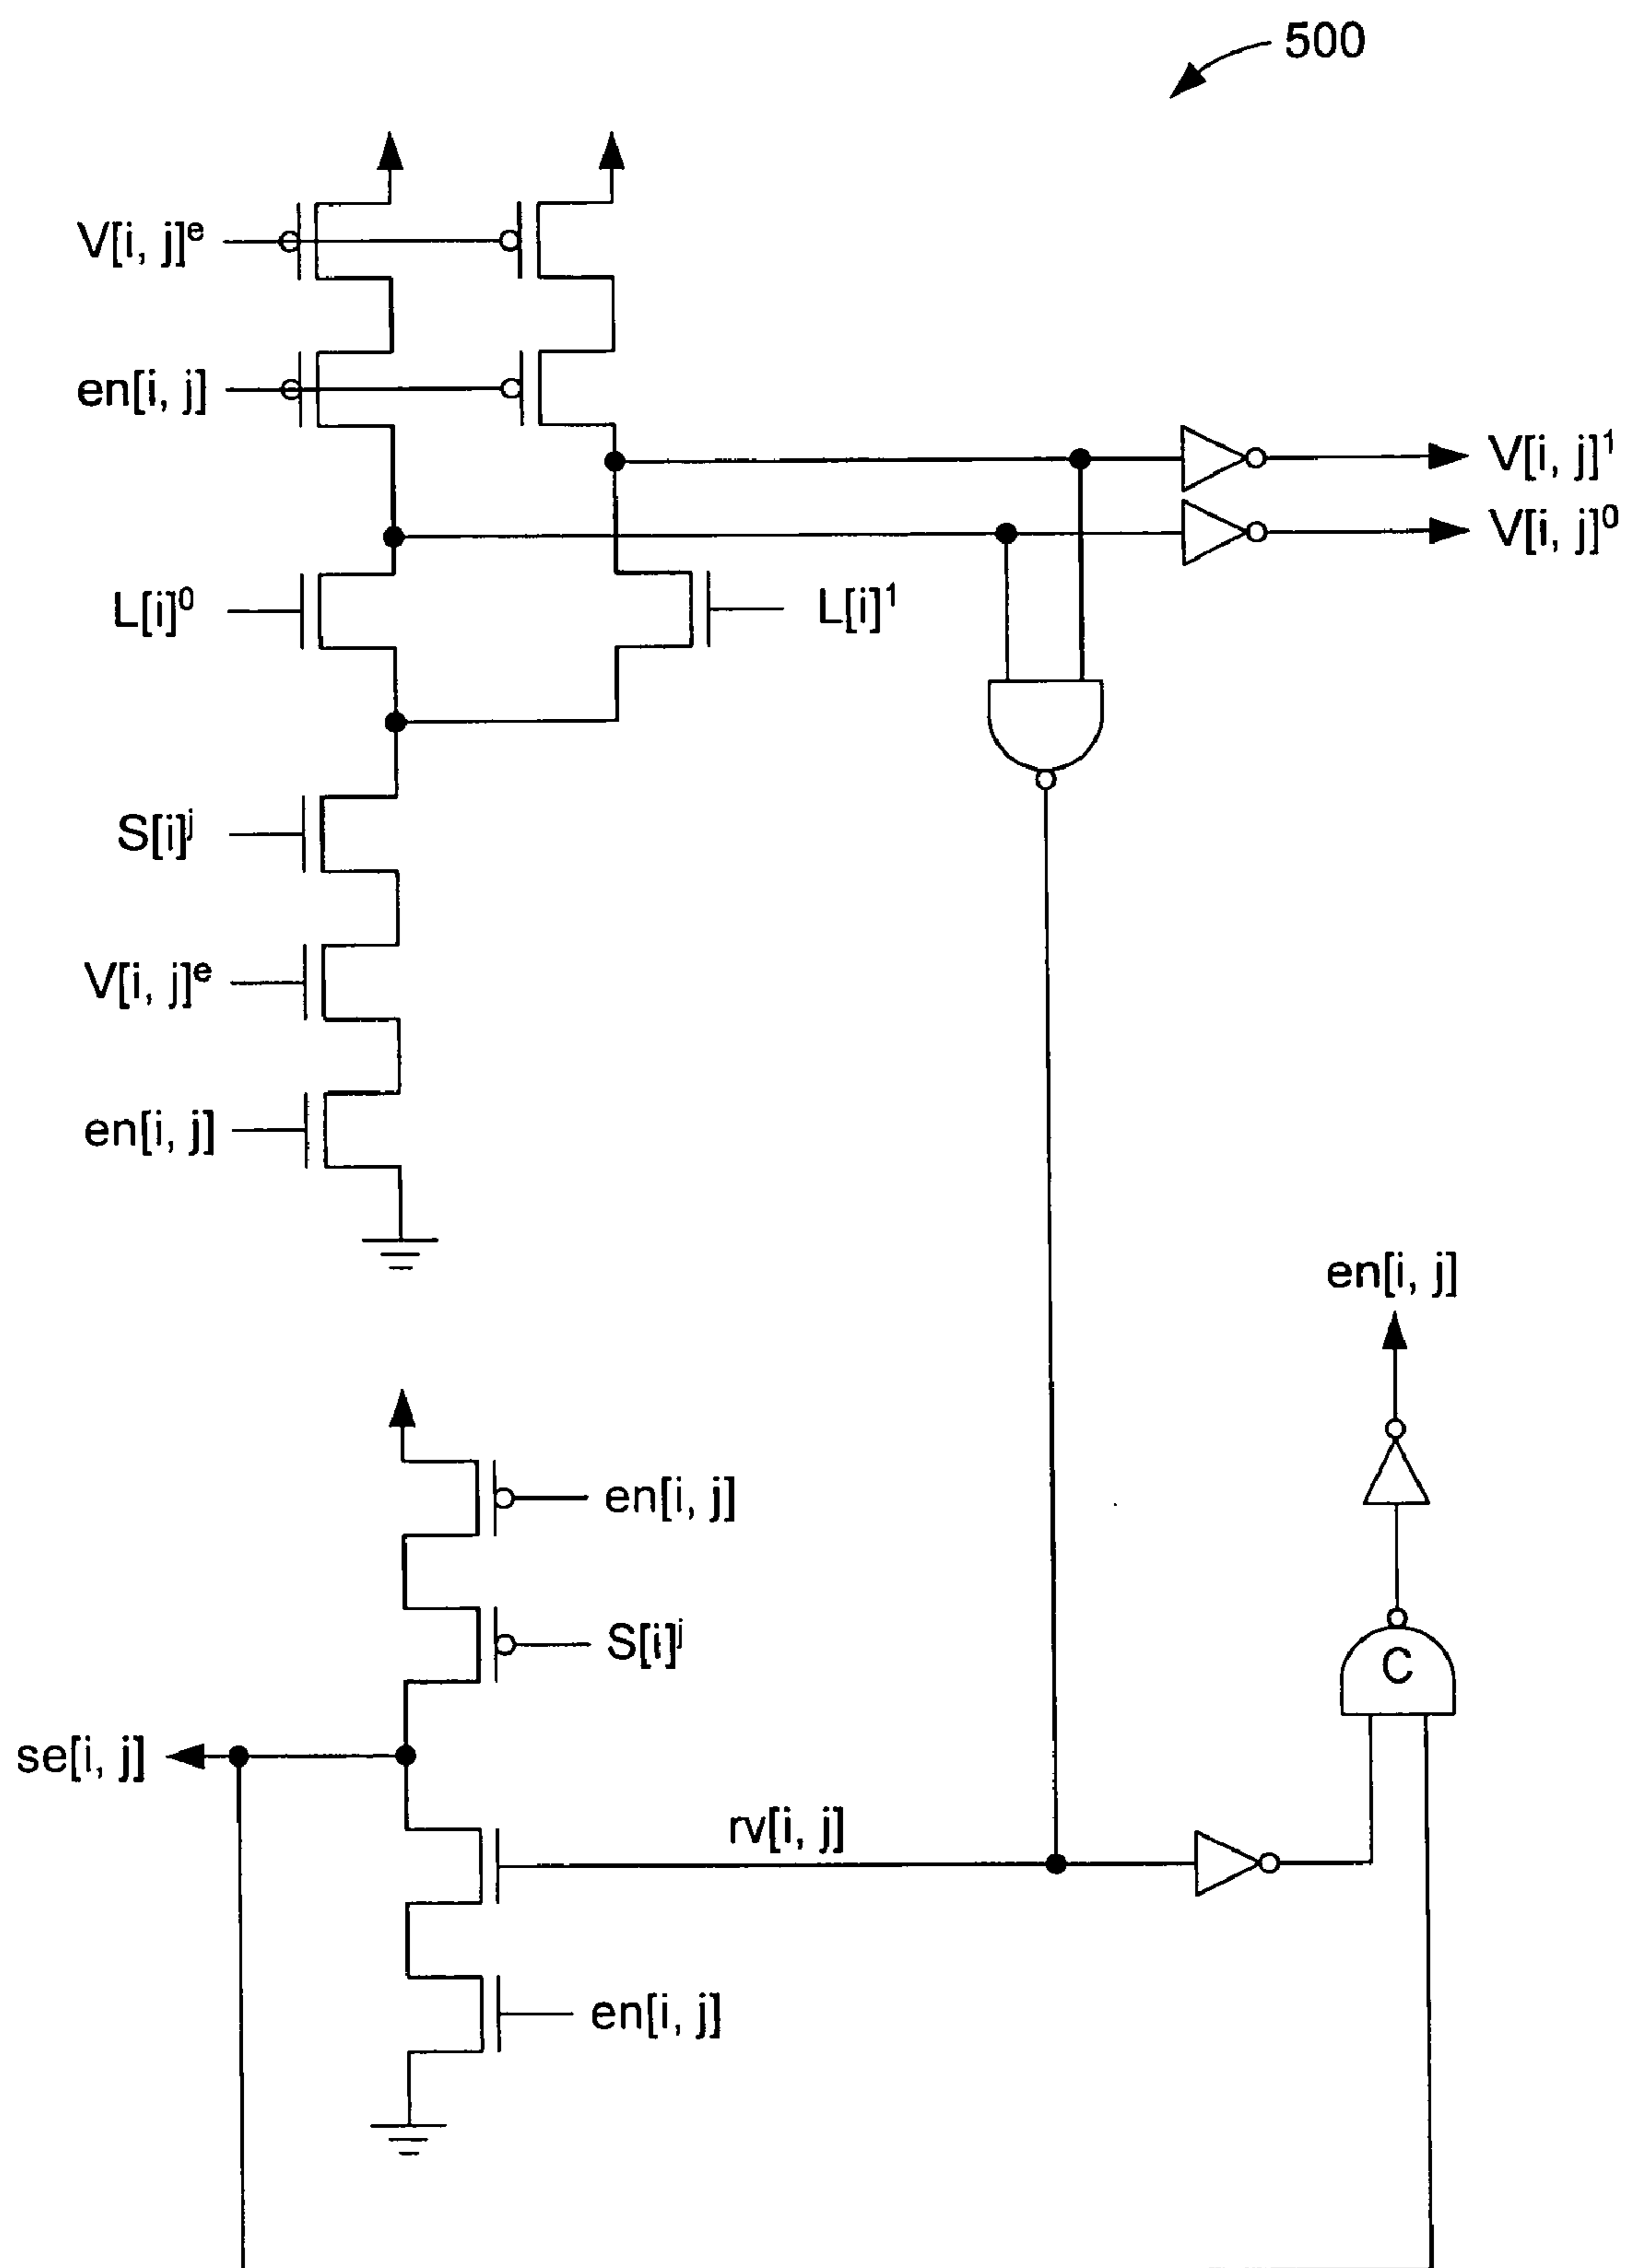 500
V[i, j]ᵉ
en[i, j]
V[i, j]¹
V[i, j]⁰
L[i]⁰
L[i]¹
S[i]ʲ
V[i, j]ᵉ
en[i, j]
en[i, j]
en[i, j]
S[i]ʲ
C
se[i, j]
rv[i, j]
en[i, j]